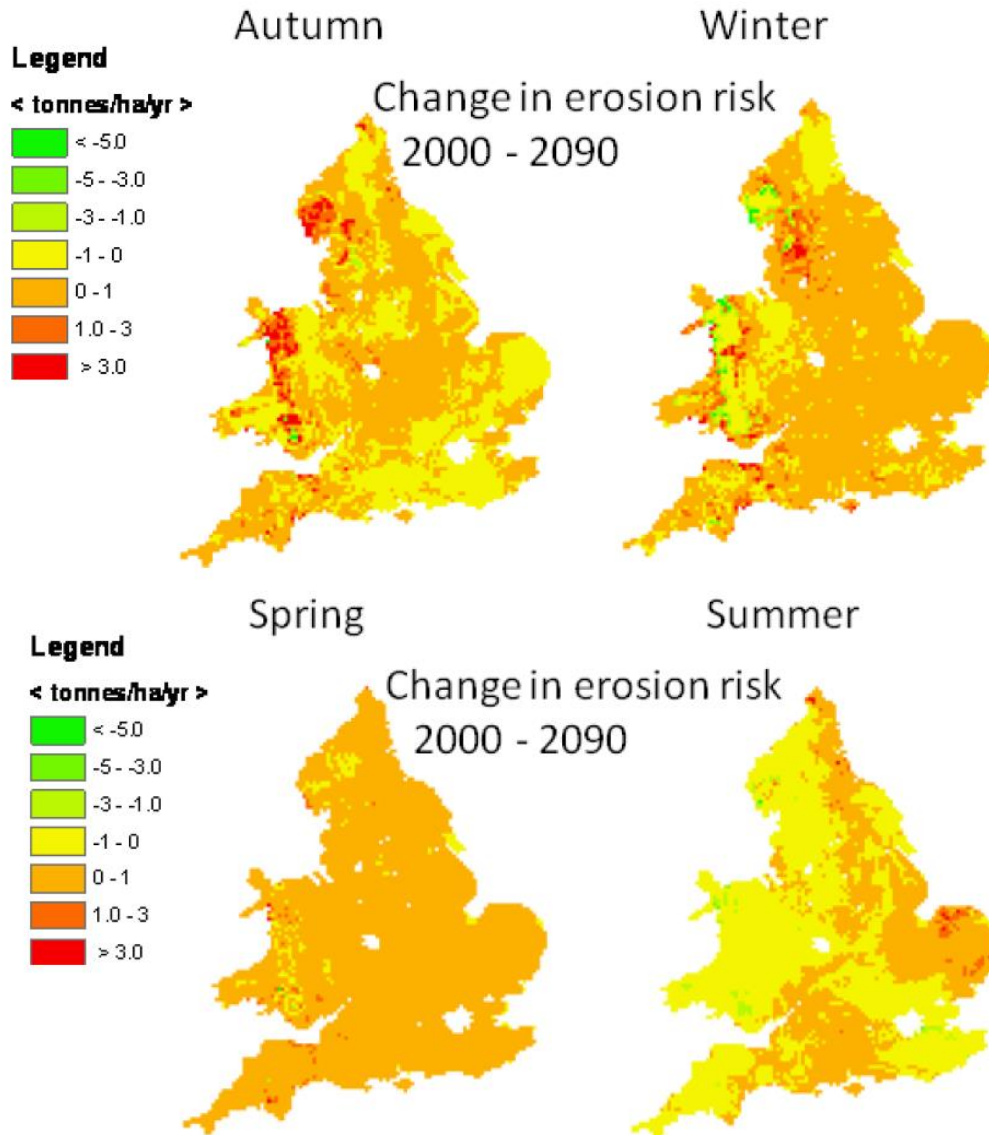 Autumn
Winter
Legend
< tonnes/ha/yr >
< -5.0
-5 - -3.0
-3 - -1.0
-1 - 0
0 - 1
1.0 - 3
> 3.0
Change in erosion risk
2000 - 2090
Spring
Summer
Legend
< tonnes/ha/yr >
< -5.0
-5 - -3.0
-3 - -1.0
-1 - 0
0 - 1
1.0 - 3
> 3.0
Change in erosion risk
2000 - 2090